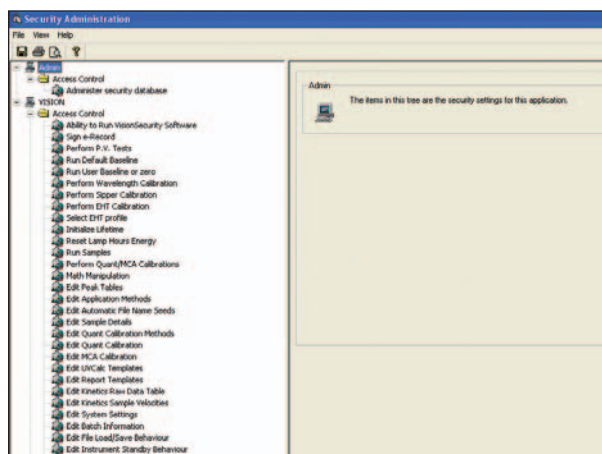 Security Administration
File View Help
Admin
Access Control
Administer security database
VISION
Access Control
Ability to Run VisionSecurity Software
Sign e-Record
Perform P.V. Tests
Run Default Baseline
Run User Baseline or zero
Perform Wavelength Calibration
Perform Sipper Calibration
Perform EHT Calibration
Select EHT profile
Initialize Lifetime
Reset Lamp Hours Energy
Run Samples
Perform Quant/MCA Calibrations
Math Manipulation
Edit Peak Tables
Edit Application Methods
Edit Automatic File Name Seeds
Edit Sample Details
Edit Quant Calibration Methods
Edit Quant Calibration
Edit MCA Calibration
Edit UVCalc Templates
Edit Report Templates
Edit Kinetics Raw Data Table
Edit Kinetics Sample Velocities
Edit System Settings
Edit Batch Information
Edit File Load/Save Behaviour
Edit Instrument Standby Behaviour
Admin
The items in this tree are the security settings for this application.